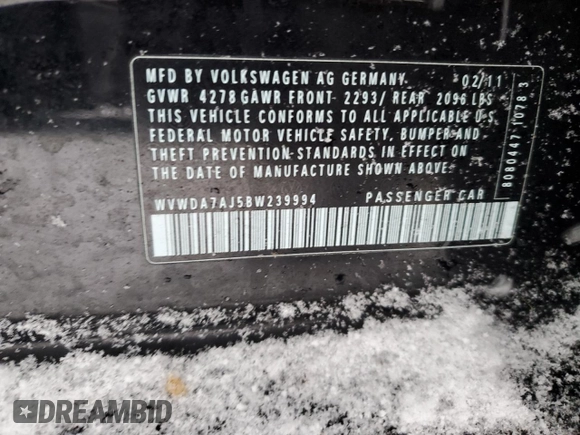 MFD BY VOLKSWAGEN AG GERMANY 02/11
GVWR 4278 GAWR FRONT 2293/ REAR 2096 LBS
THIS VEHICLE CONFORMS TO ALL APPLICABLE U.S.
FEDERAL MOTOR VEHICLE SAFETY, BUMPER AND
THEFT PREVENTION STANDARDS IN EFFECT ON THE
DATE OF MANUFACTURE SHOWN ABOVE.
WVWDA7AJ5BW239994 PASSENGER CAR
8080447 1078 3
DREAMBID